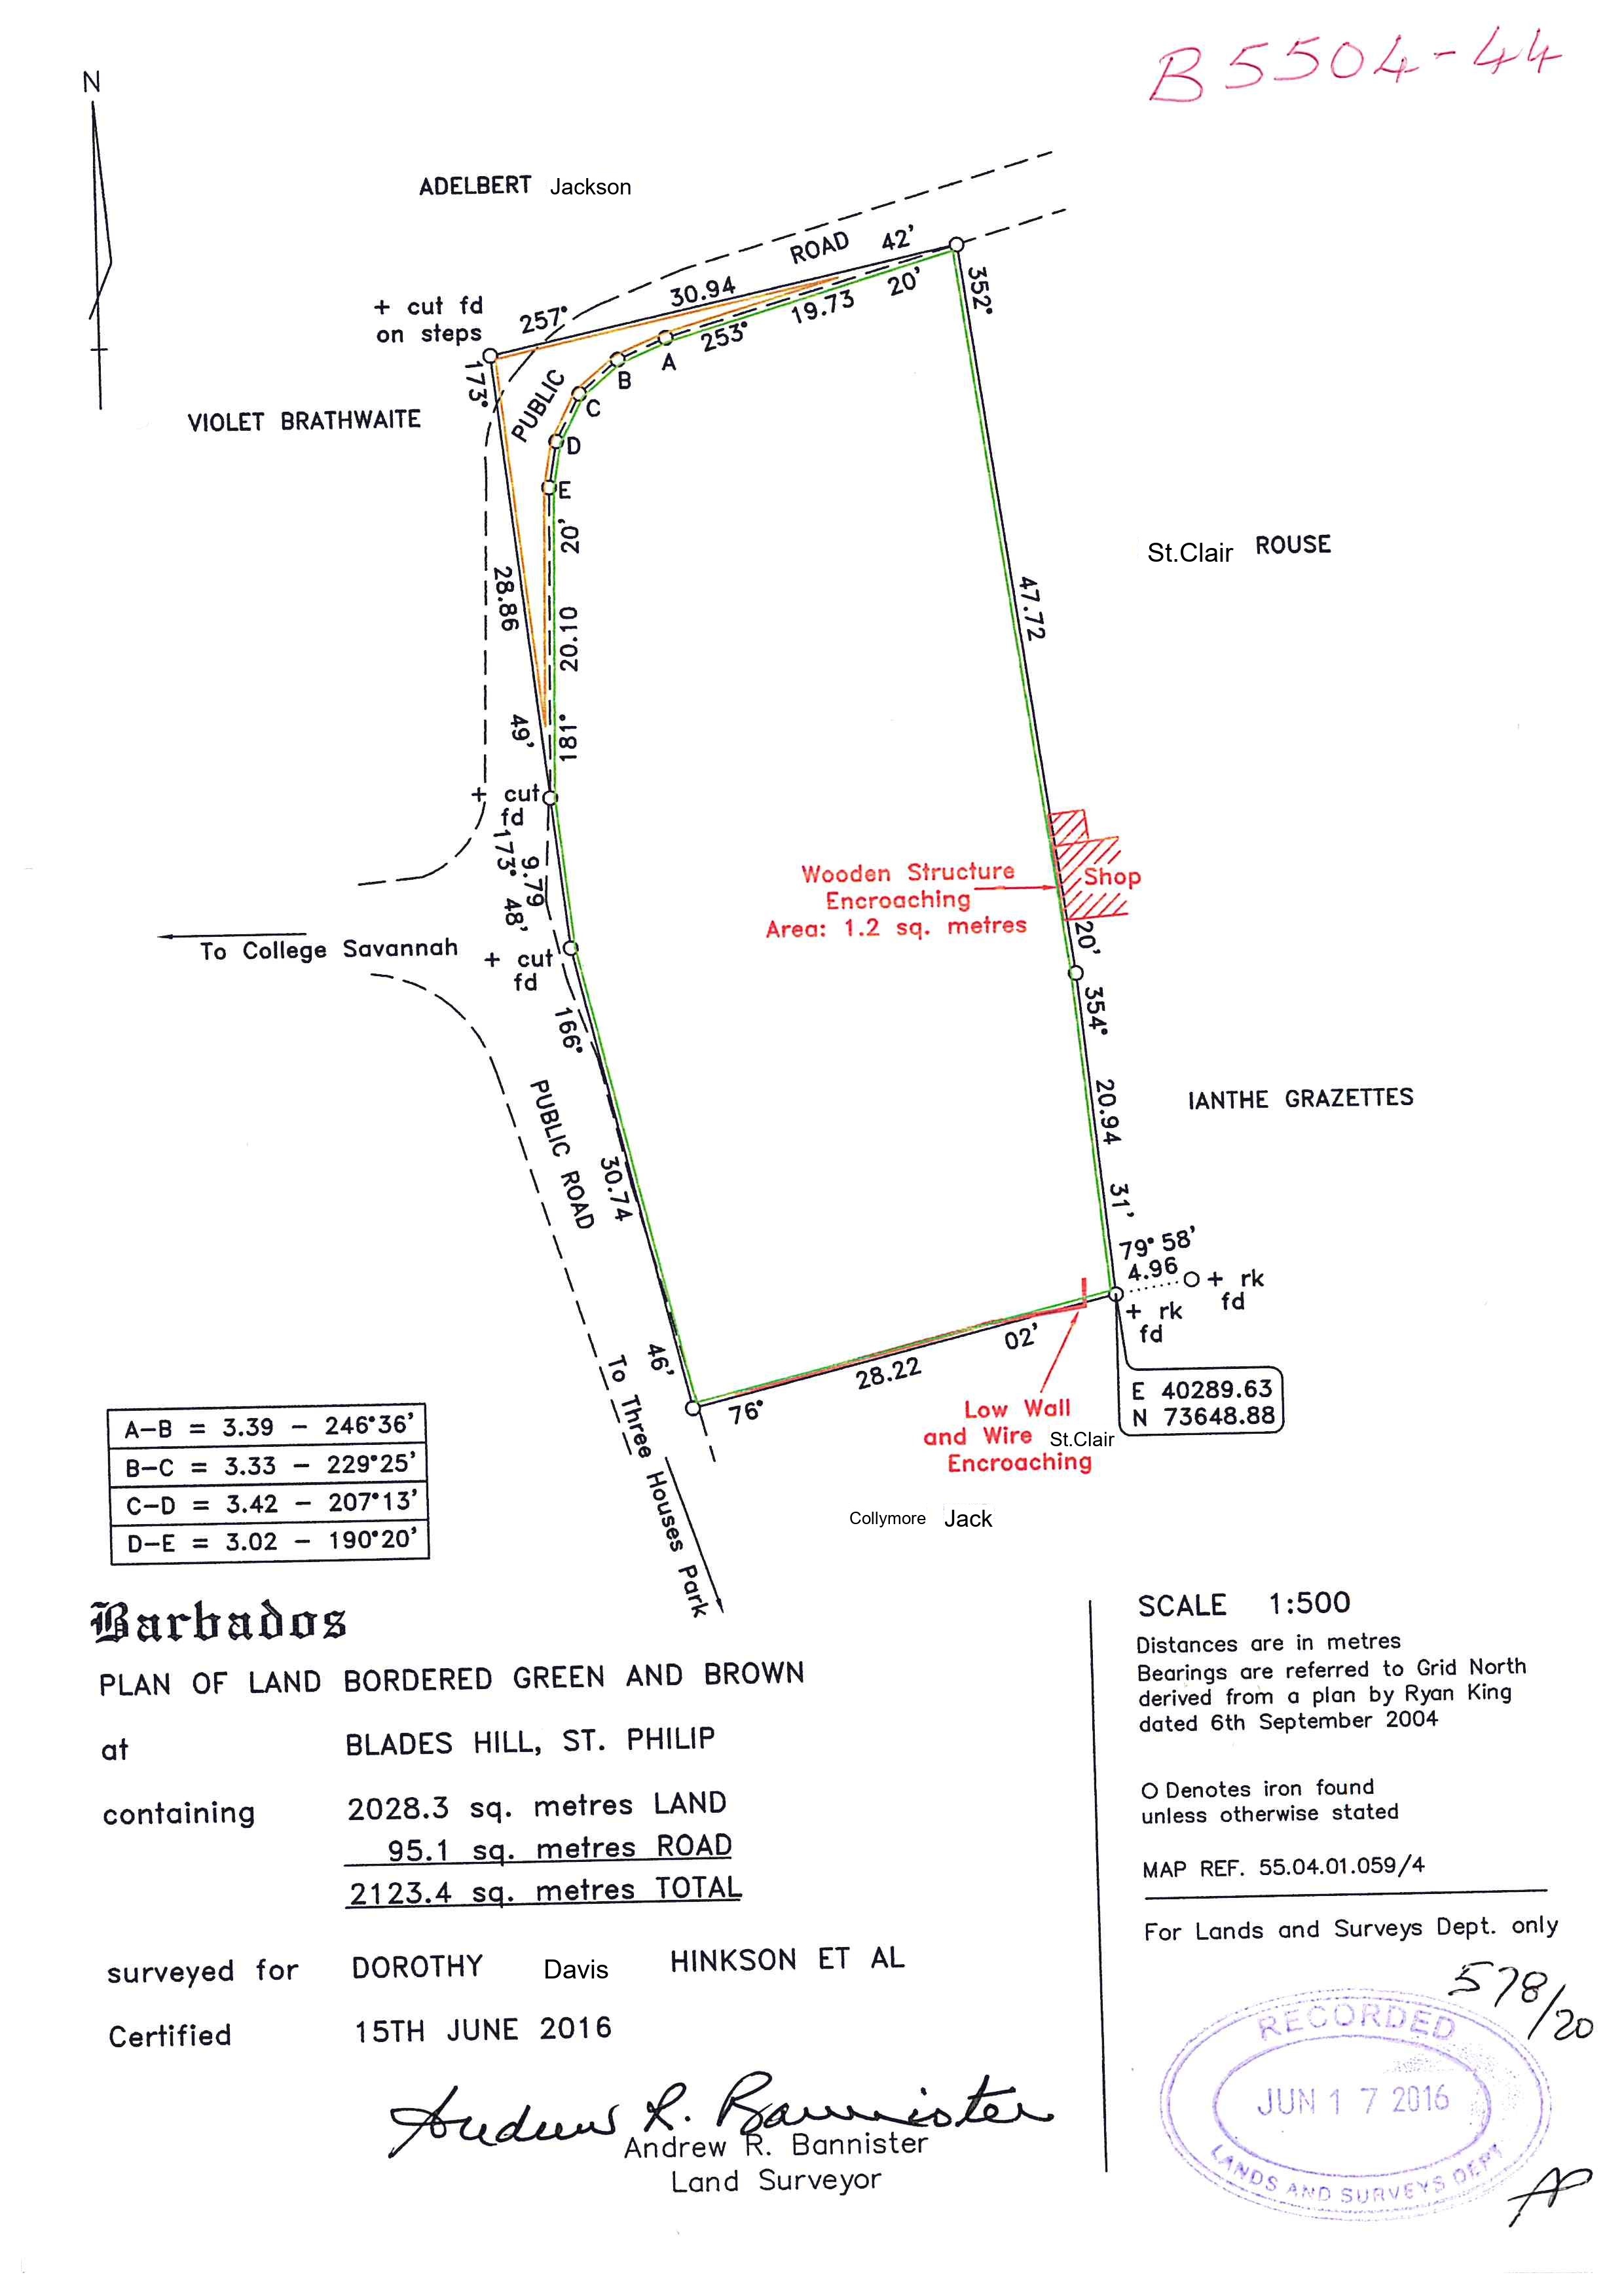 B5504-44
N
ADELBERT Jackson
ROAD 42'
+ cut fd
on steps
257°
30.94
20'
19.73
253°
352°
173°
PUBLIC
A
B
C
D
E
VIOLET BRATHWAITE
St.Clair ROUSE
20'
28.86
20.10
47.72
49'
181°
+ cut
fd
173° 48'
9.79
Wooden Structure
Encroaching
Area: 1.2 sq. metres
Shop
20'
To College Savannah
+ cut
fd
166°
354°
PUBLIC ROAD
30.74
20.94
IANTHE GRAZETTES
31'
79° 58'
4.96
+ rk
fd
+ rk
fd
46'
02'
28.22
76°
To Three Houses Park
E 40289.63
N 73648.88
Low Wall
and Wire St.Clair
Encroaching
Collymore Jack
A-B = 3.39 - 246°36'
B-C = 3.33 - 229°25'
C-D = 3.42 - 207°13'
D-E = 3.02 - 190°20'
Barbados
PLAN OF LAND BORDERED GREEN AND BROWN
at BLADES HILL, ST. PHILIP
containing 2028.3 sq. metres LAND
95.1 sq. metres ROAD
2123.4 sq. metres TOTAL
surveyed for DOROTHY Davis HINKSON ET AL
Certified 15TH JUNE 2016
Andrew R. Bannister
Andrew R. Bannister
Land Surveyor
SCALE 1:500
Distances are in metres
Bearings are referred to Grid North
derived from a plan by Ryan King
dated 6th September 2004
O Denotes iron found
unless otherwise stated
MAP REF. 55.04.01.059/4
For Lands and Surveys Dept. only
578/20
RECORDED
JUN 17 2016
LANDS AND SURVEYS DEPT
AP